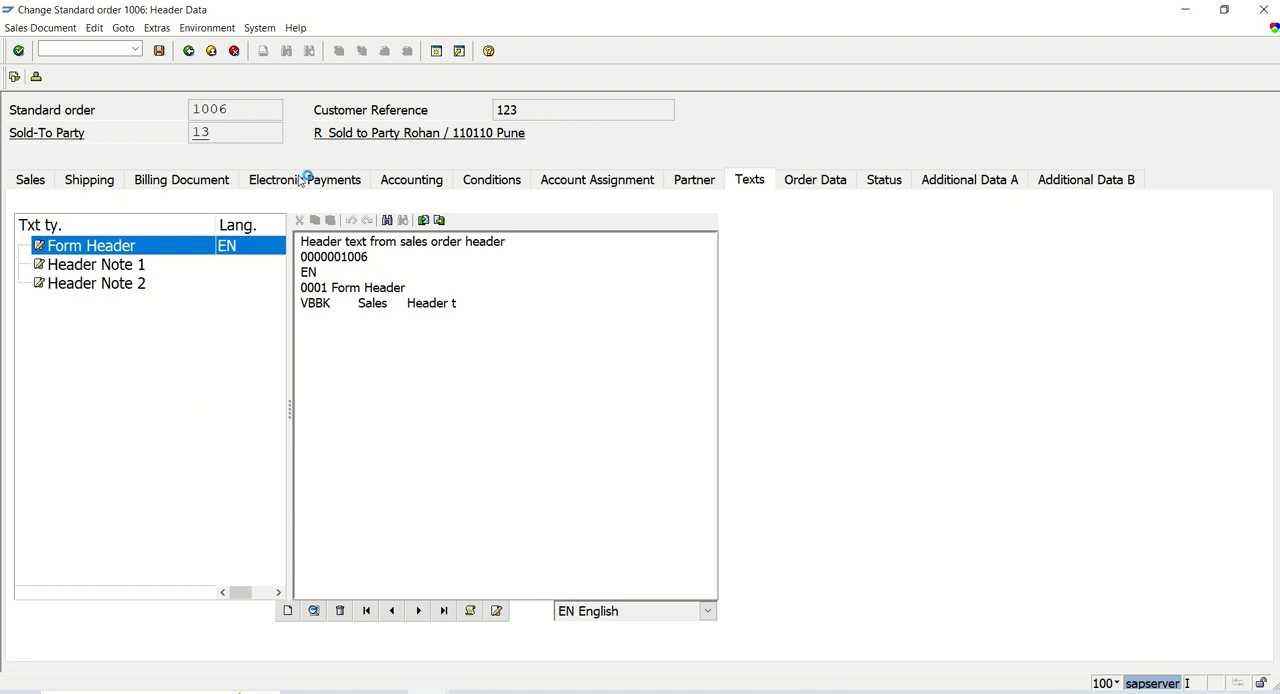 Change Standard order 1006: Header Data
Sales Document Edit Goto Extras Environment System Help
Standard order 1006 Customer Reference 123
Sold-To Party 13 R Sold to Party Rohan / 110110 Pune
Sales Shipping Billing Document Electronic Payments Accounting Conditions Account Assignment Partner Texts Order Data Status Additional Data A Additional Data B
Txt ty. Lang.
Form Header EN
Header Note 1
Header Note 2
Header text from sales order header
0000001006
EN
0001 Form Header
VBBK Sales Header t
EN English
100 sapserver